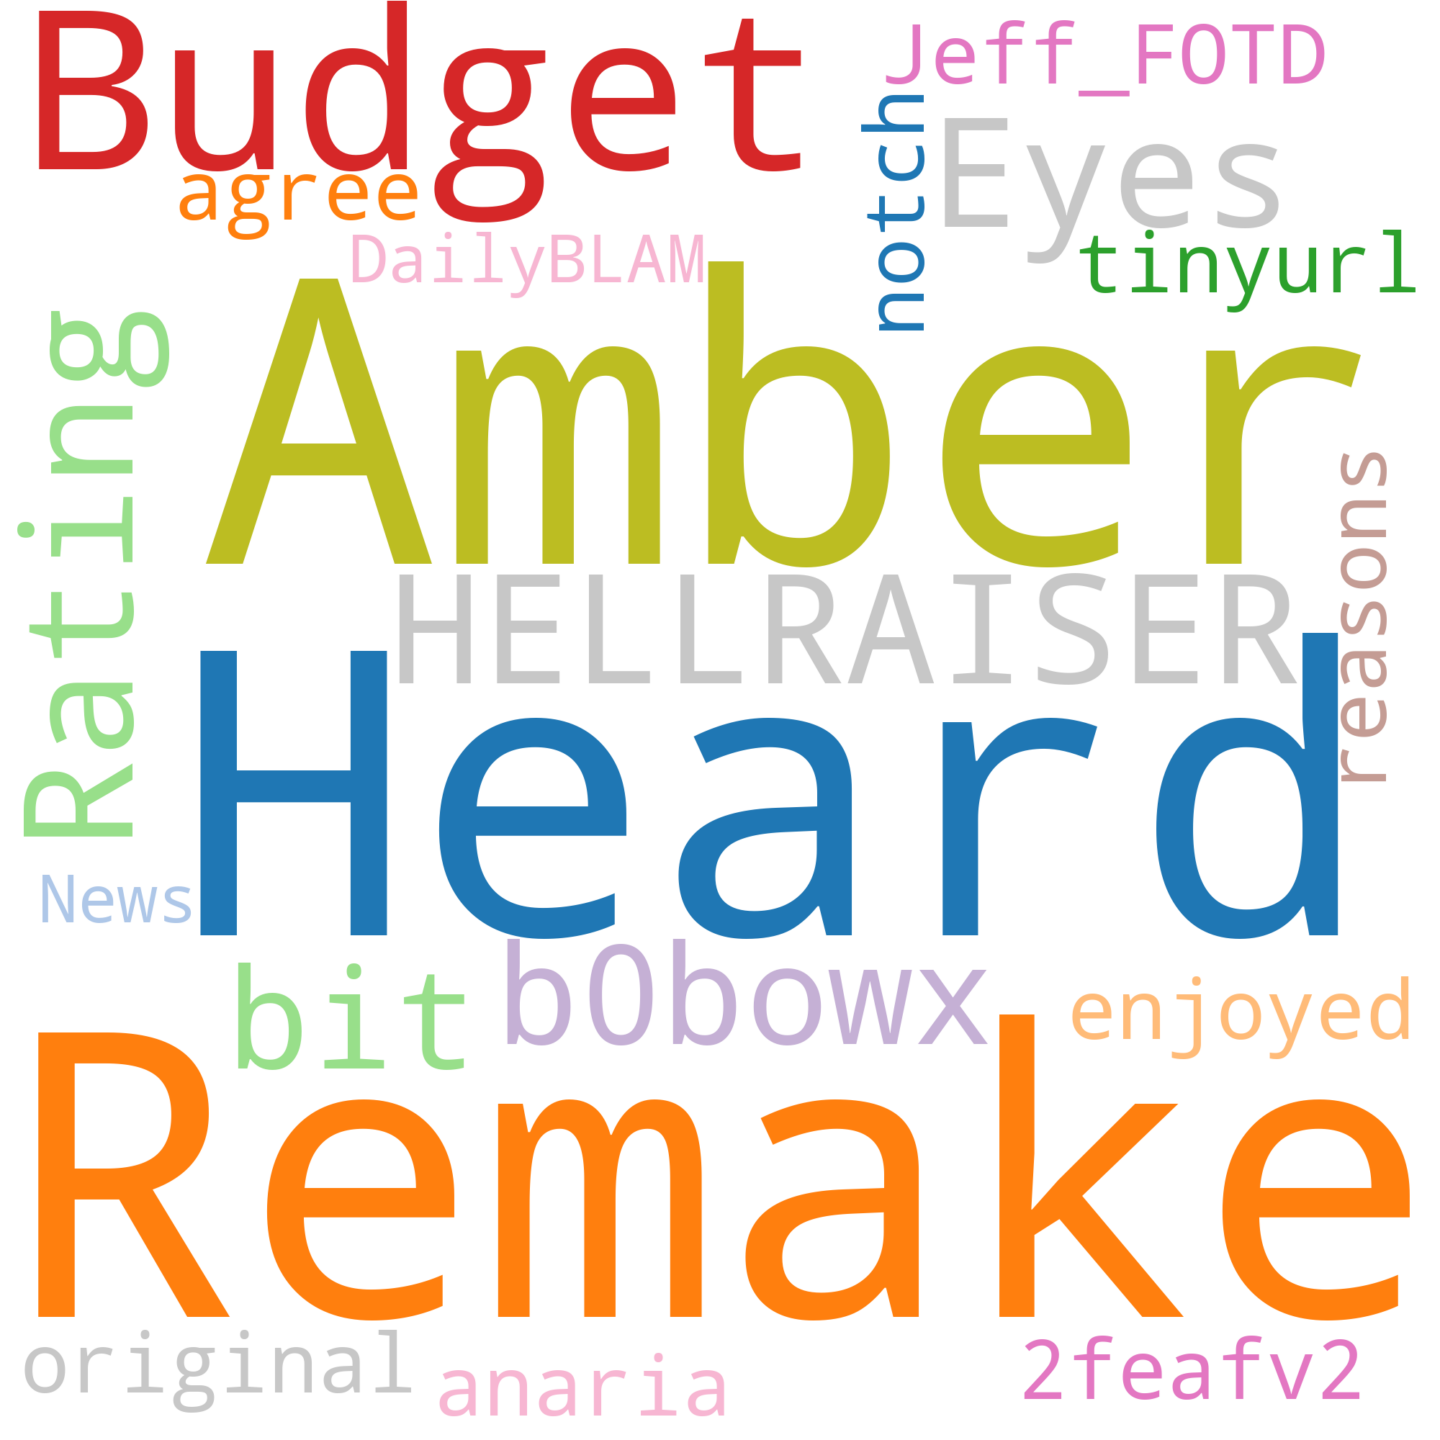 Budget
Jeff_FOTD
notch
Eyes
agree
DailyBLAM
tinyurl
Rating
Amber
reasons
HELLRAISER
Heard
News
b0bowx
bit
enjoyed
Remake
original
anaria
2feafv2